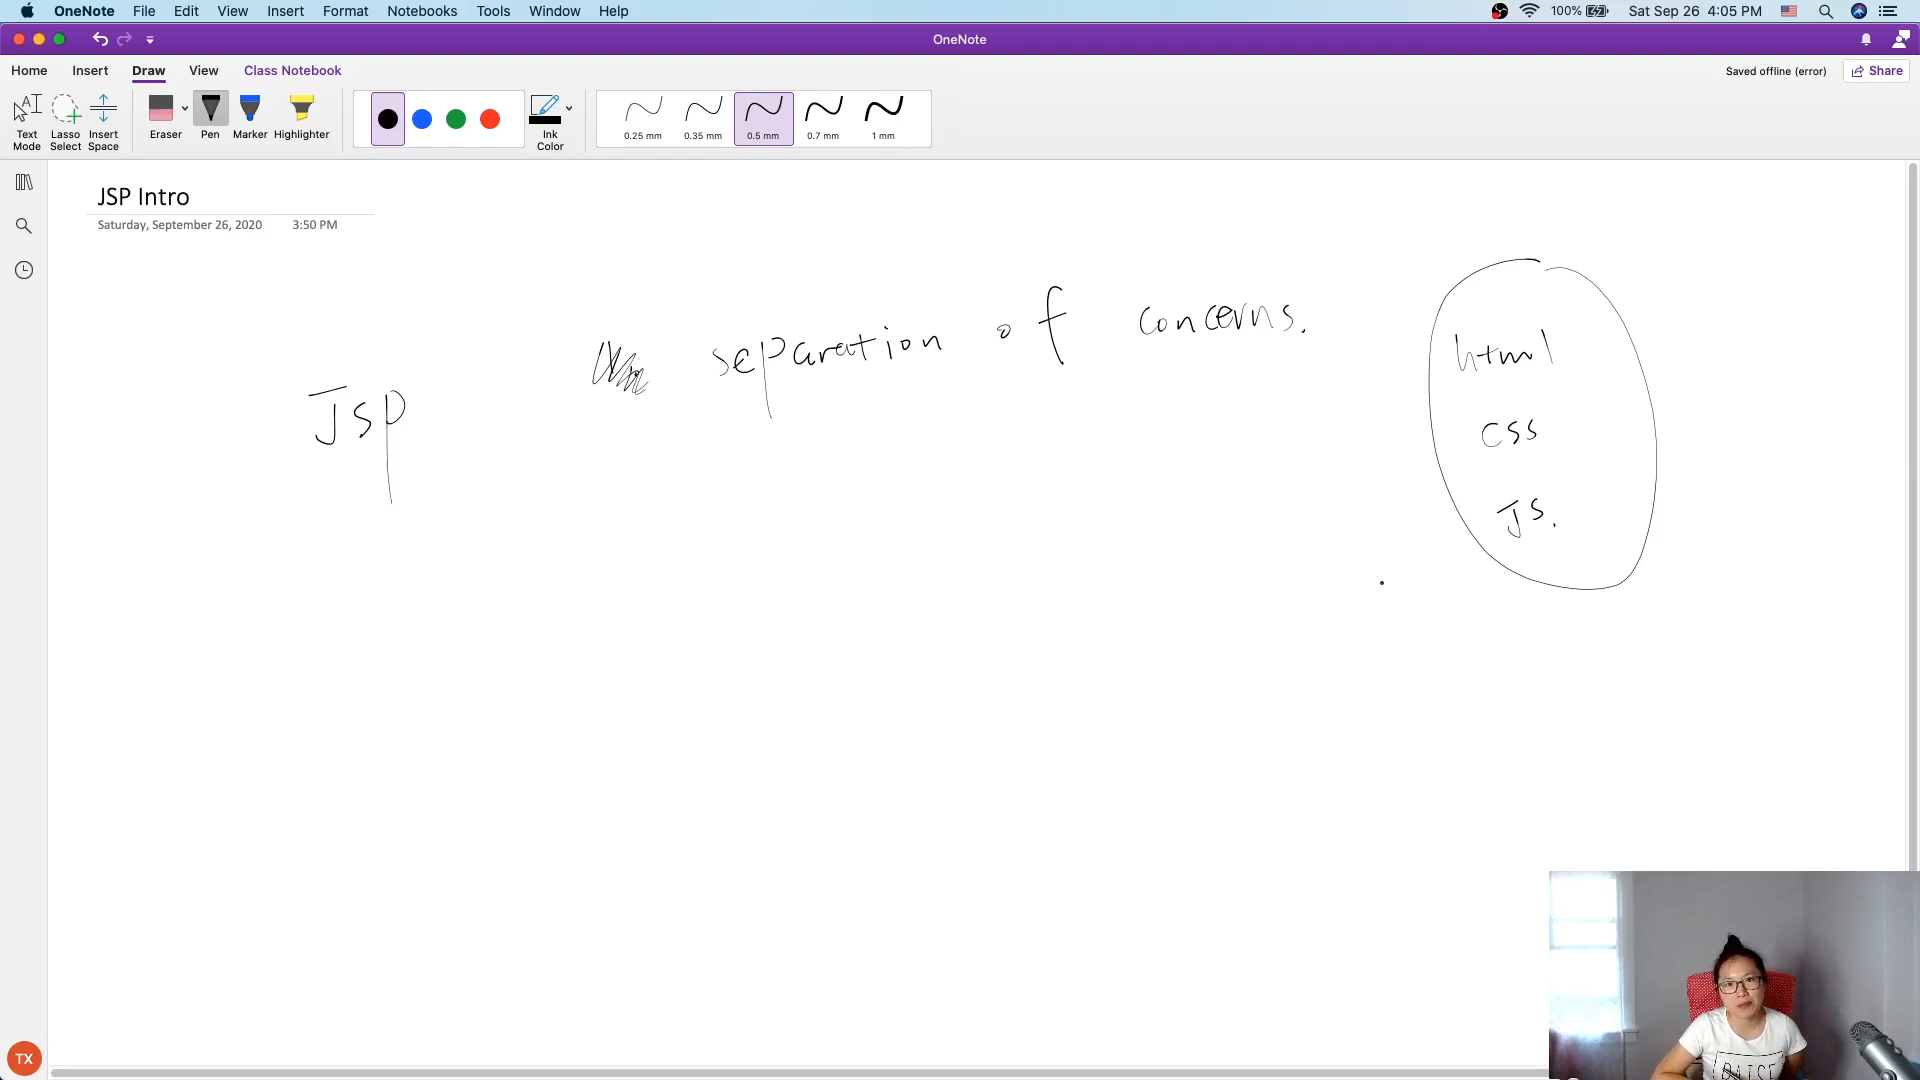 OneNote File Edit View Insert Format Notebooks Tools Window Help 100% Sat Sep 26 4:05 PM
OneNote
Home Insert Draw View Class Notebook Saved offline (error) Share
Text Mode Lasso Select Insert Space Eraser Pen Marker Highlighter Ink Color 0.25 mm 0.35 mm 0.5 mm 0.7 mm 1 mm
JSP Intro
Saturday, September 26, 2020 3:50 PM
separation of concerns.
html
JSP
css
JS.
TX